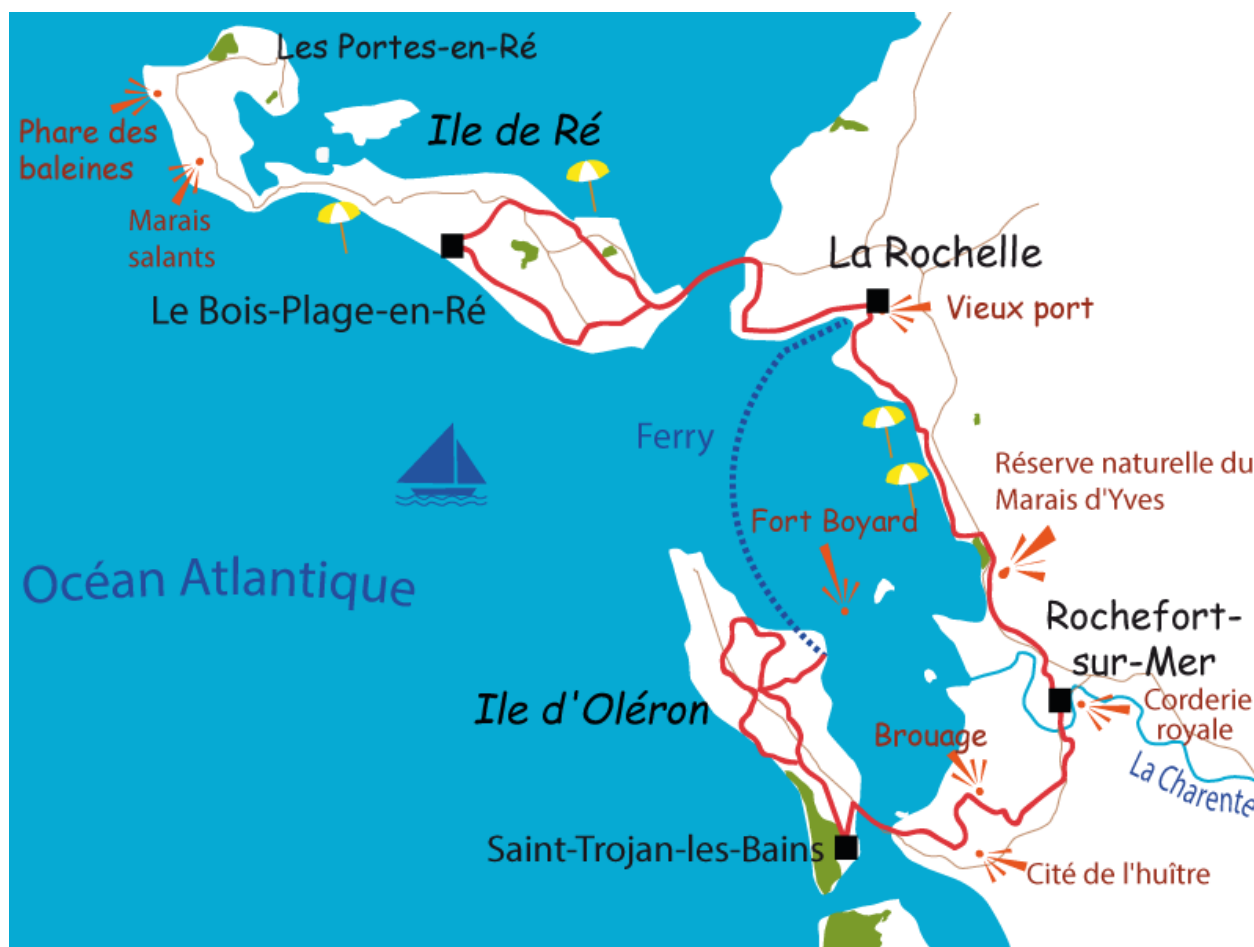 Les Portes-en-Ré
Ile de Ré
Phare des
baleines
Marais
salants
La Rochelle
Le Bois-Plage-en-Ré
Vieux port
Ferry
Réserve naturelle du
Marais d'Yves
Fort Boyard
Océan Atlantique
Rochefort-
sur-Mer
Ile d'Oléron
Corderie
royale
Brouage
La Charente
Saint-Trojan-les-Bains
Cité de l'huître